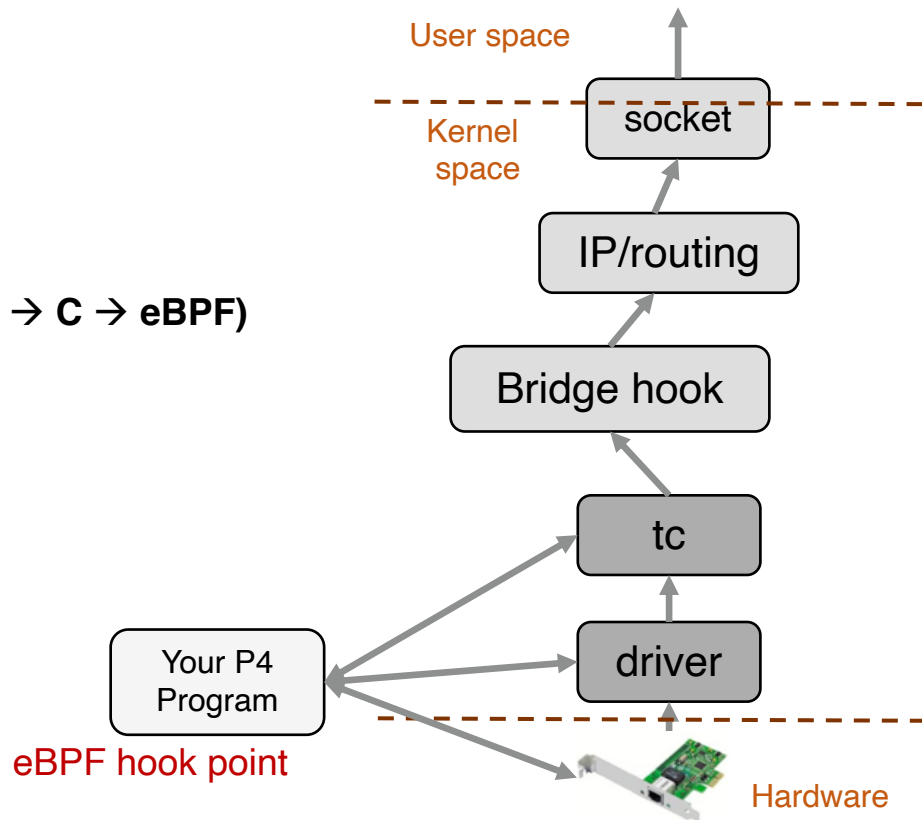 User space
socket
Kernel
space
IP/routing
→ C → eBPF)
Bridge hook
tc
Your P4
Program
driver
eBPF hook point
Hardware